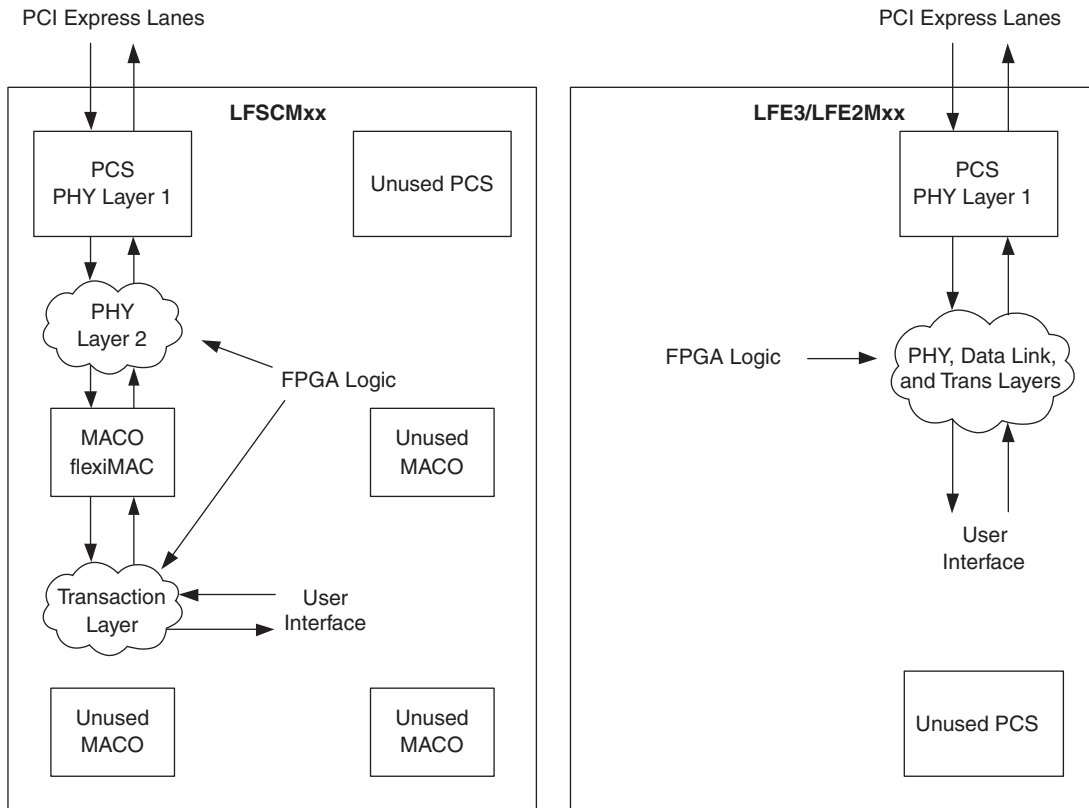 PCI Express Lanes
LFSCMxx
PCS
PHY Layer 1
Unused PCS
PHY
Layer 2
FPGA Logic
MACO
flexiMAC
Unused
MACO
Transaction
Layer
User
Interface
Unused
MACO
Unused
MACO
PCI Express Lanes
LFE3/LFE2Mxx
PCS
PHY Layer 1
FPGA Logic
PHY, Data Link,
and Trans Layers
User
Interface
Unused PCS